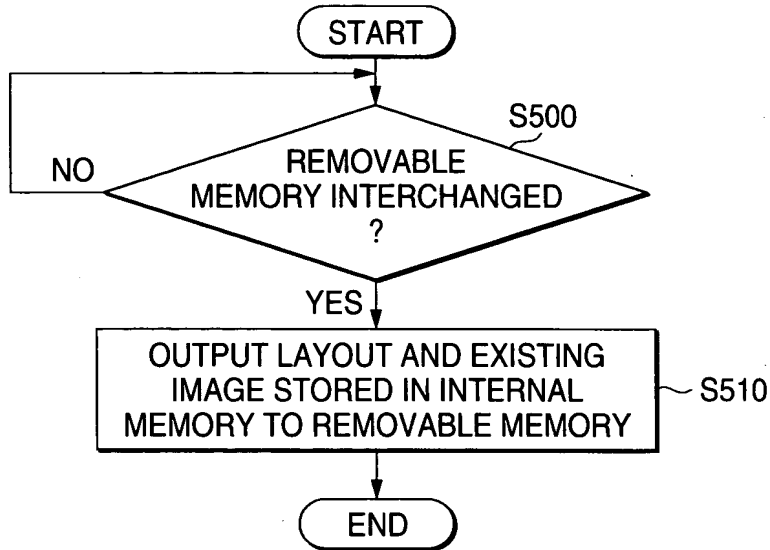 START
S500
REMOVABLE
MEMORY INTERCHANGED
?
NO
YES
OUTPUT LAYOUT AND EXISTING
IMAGE STORED IN INTERNAL
MEMORY TO REMOVABLE MEMORY
S510
END